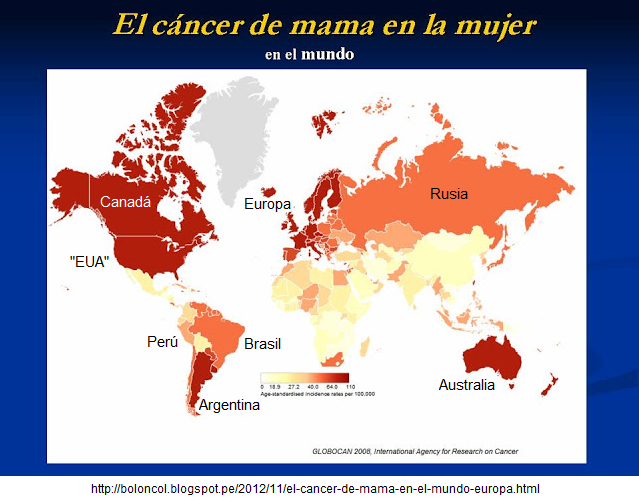 El cáncer de mama en la mujer
en el mundo
Canadá
Europa
Rusia
"EUA"
Perú
Brasil
Australia
Argentina
0 18.9 27.2 40.0 64.0 110
Age-standardised incidence rates per 100,000
GLOBOCAN 2008, International Agency for Research on Cancer
http://boloncol.blogspot.pe/2012/11/el-cancer-de-mama-en-el-mundo-europa.html